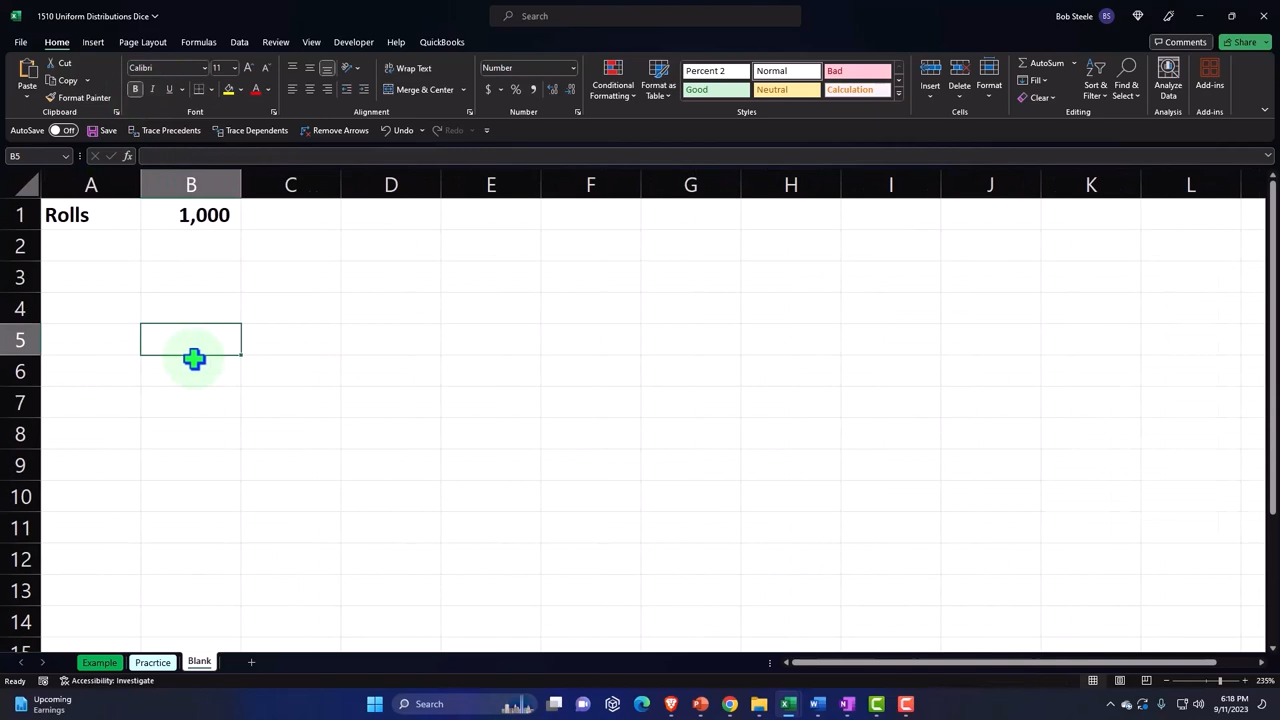 1510 Uniform Distributions Dice
Search
Bob Steele BS
File Home Insert Page Layout Formulas Data Review View Developer Help QuickBooks
Comments Share
Paste Cut Copy Format Painter
Clipboard
Calibri 11 A A
B I U A
Font
Wrap Text
Merge & Center
Alignment
Number
$ % 9
Number
Conditional Formatting
Format as Table
Percent 2 Normal Bad
Good Neutral Calculation
Styles
Insert Delete Format
Cells
AutoSum
Fill
Clear
Sort & Filter
Find & Select
Editing
Analyze Data
Analysis
Add-ins
Add-ins
AutoSave Off Save Trace Precedents Trace Dependents Remove Arrows Undo Redo
B5 fx
A B C D E F G H I J K L
1 Rolls 1,000
2
3
4
5
6
7
8
9
10
11
12
13
14
Example Pracrtice Blank
Ready Accessibility: Investigate 235%
Upcoming
Earnings
Search
6:18 PM
9/11/2023